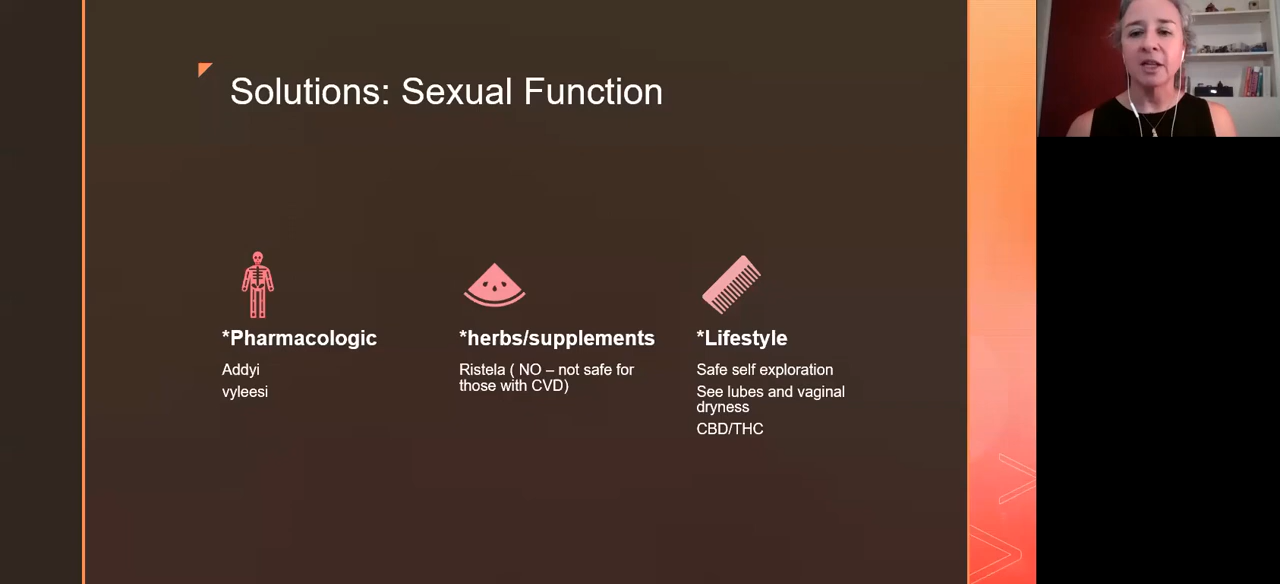 Solutions: Sexual Function
*Pharmacologic
Addyi
vyleesi
*herbs/supplements
Ristela ( NO – not safe for
those with CVD)
*Lifestyle
Safe self exploration
See lubes and vaginal
dryness
CBD/THC